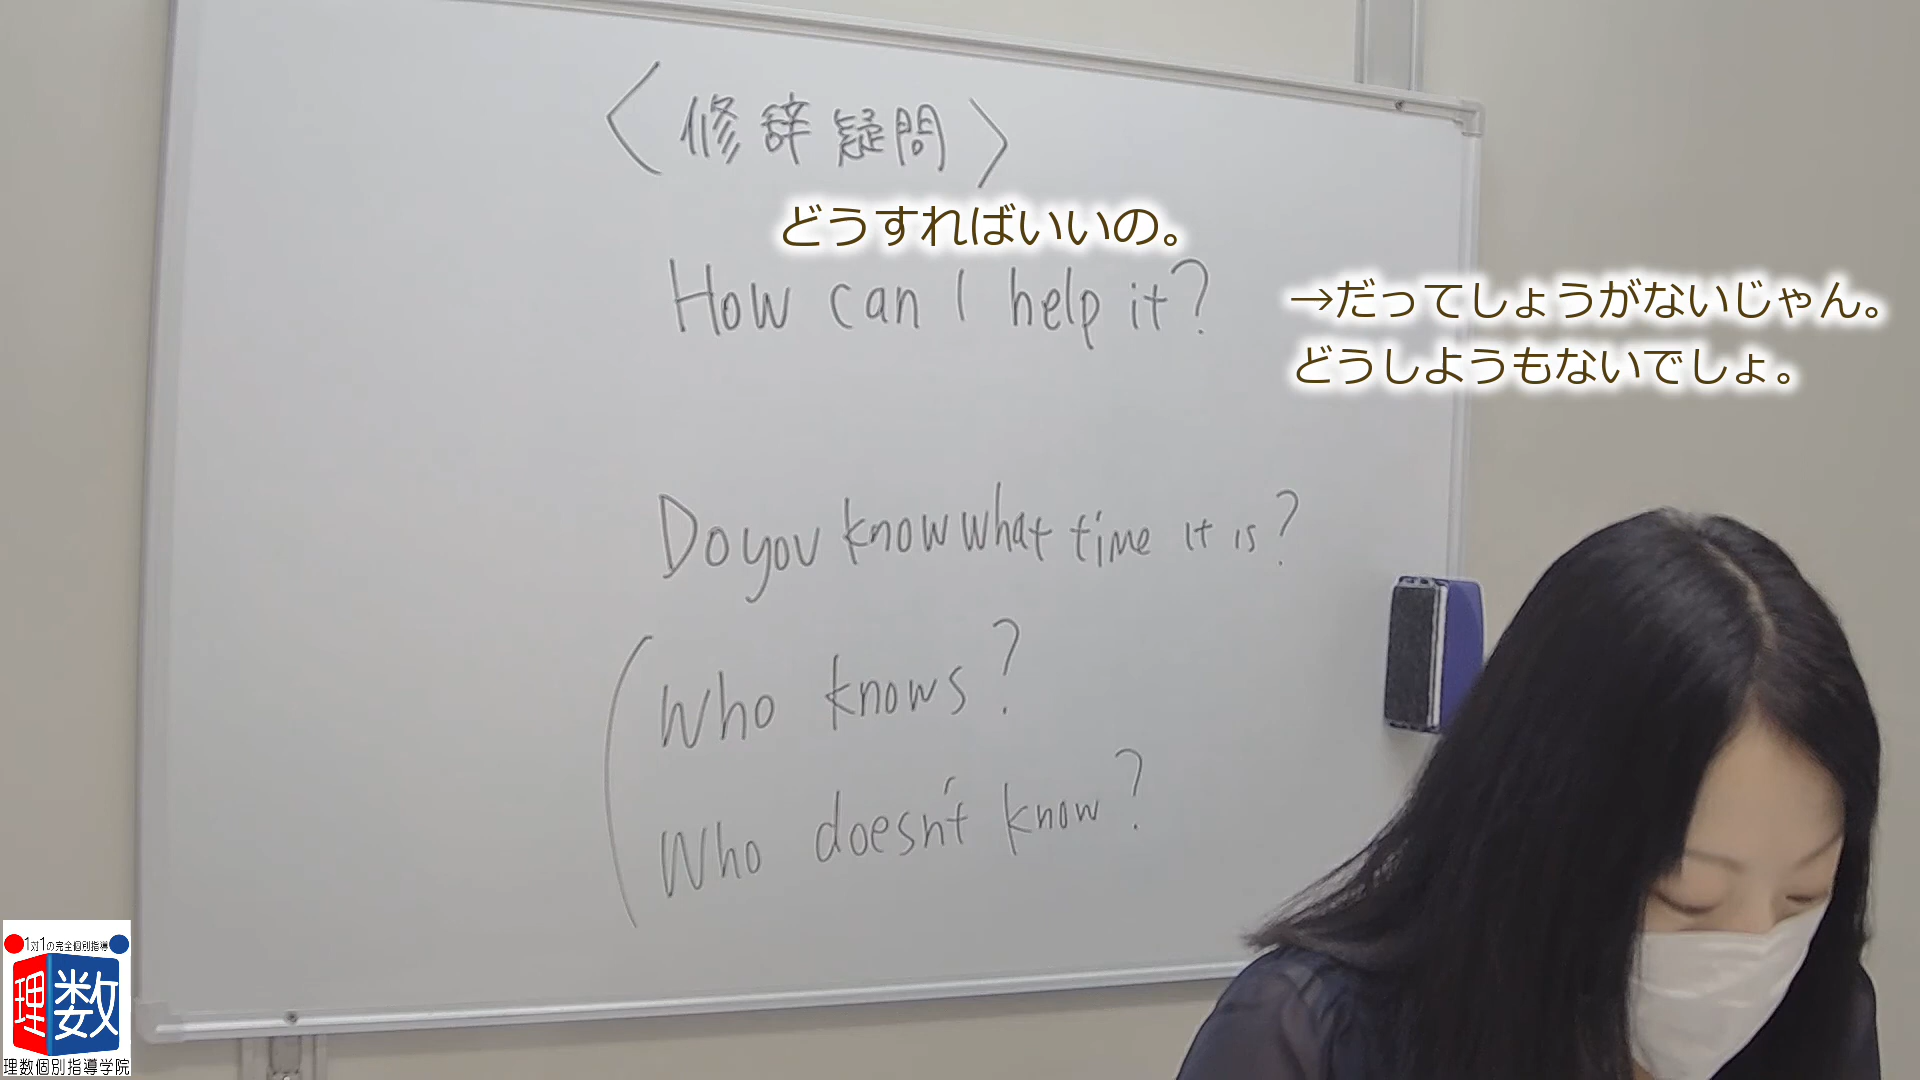 〈修辞疑問〉
どうすればいいの。
How can I help it?
→だってしょうがないじゃん。
どうしようもないでしょ。
Do you know what time it is?
Who knows?
Who doesn't know?
1対1の完全個別指導
理数
理数個別指導学院